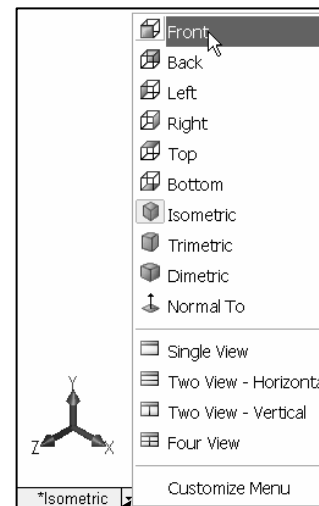 Front
Back
Left
Right
Top
Bottom
Isometric
Trimetric
Dimetric
Normal To
Single View
Two View - Horizonta
Two View - Vertical
Four View
Customize Menu
Y
Z
X
*Isometric